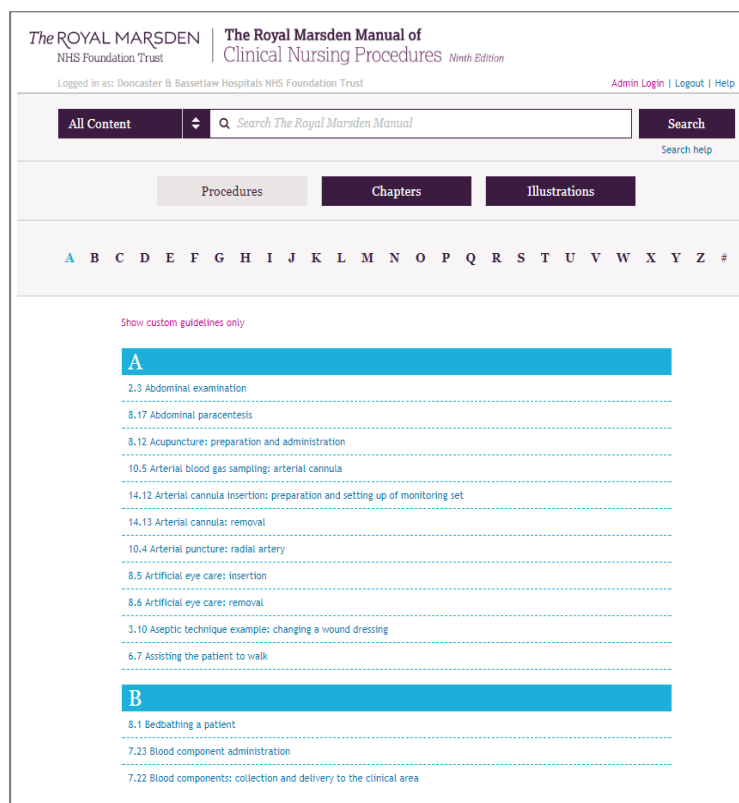 The ROYAL MARSDEN
NHS Foundation Trust
The Royal Marsden Manual of
Clinical Nursing Procedures Ninth Edition
Logged in as: Doncaster & Bassetlaw Hospitals NHS Foundation Trust
Admin Login | Logout | Help
All Content
Search The Royal Marsden Manual
Search
Search help
Procedures
Chapters
Illustrations
A B C D E F G H I J K L M N O P Q R S T U V W X Y Z #
Show custom guidelines only
A
2.3 Abdominal examination
8.17 Abdominal paracentesis
8.12 Acupuncture: preparation and administration
10.5 Arterial blood gas sampling: arterial cannula
14.12 Arterial cannula insertion: preparation and setting up of monitoring set
14.13 Arterial cannula: removal
10.4 Arterial puncture: radial artery
8.5 Artificial eye care: insertion
8.6 Artificial eye care: removal
3.10 Aseptic technique example: changing a wound dressing
6.7 Assisting the patient to walk
B
8.1 Bedbathing a patient
7.23 Blood component administration
7.22 Blood components: collection and delivery to the clinical area